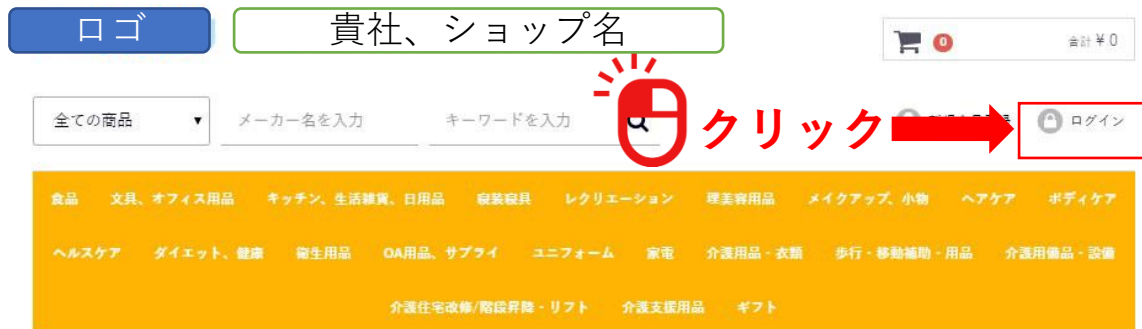 ロゴ 貴社、ショップ名
0 合計 ¥ 0
全ての商品 ▼ メーカー名を入力 キーワードを入力 クリック ログイン
食品 文具、オフィス用品 キッチン、生活雑貨、日用品 寝装寝具 レクリエーション 理美容用品 メイクアップ、小物 ヘアケア ボディケア
ヘルスケア ダイエット、健康 衛生用品 OA用品、サプライ ユニフォーム 家電 介護用品・衣類 歩行・移動補助・用品 介護用備品・設備
介護住宅改修/階段昇降・リフト 介護支援用品 ギフト